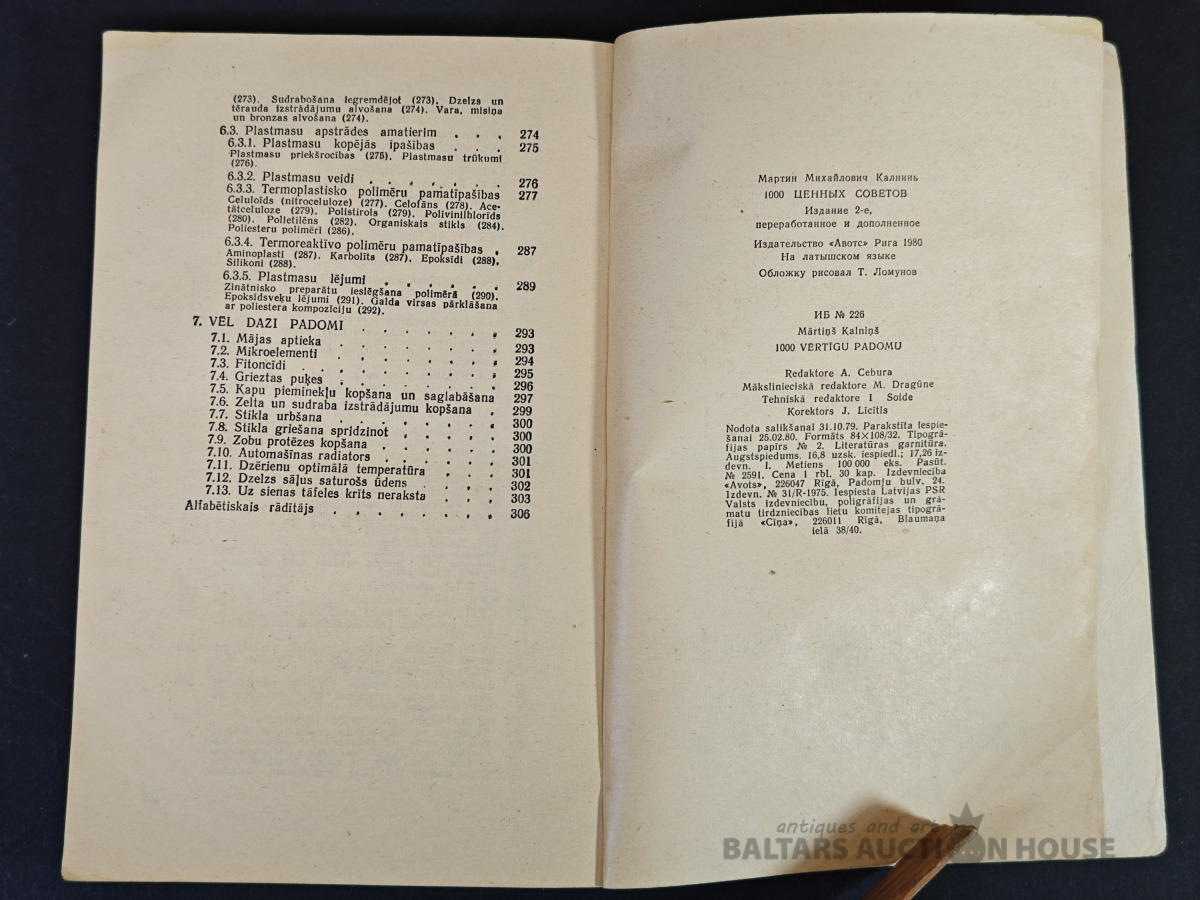 (273). Sudrabošana iegremdējot (273). Dzelzs un
tērauda izstrādājumu alvošana (274). Vara, misiņa
un bronzas alvošana (274).
6.3. Plastmasu apstrādes amatierim . . . 274
6.3.1. Plastmasu kopējās īpašības . . . 275
Plastmasu priekšrocības (275). Plastmasu trūkumi
(276).
6.3.2. Plastmasu veidi . . . . . . . 276
6.3.3. Termoplastisko polimēru pamatīpašības 277
Celuloīds (nitroceluloze) (277). Celofāns (278). Ace-
tātceluloze (279). Polistirols (279). Polivinilhlorīds
(280). Polietilēns (282). Organiskais stikls (284).
Poliesteru polimēri (286).
6.3.4. Termoreaktīvo polimēru pamatīpašības . 287
Aminoplasti (287). Karbolīts (287). Epoksīdi (288).
Silikoni (288).
6.3.5. Plastmasu lējumi . . . . . . 289
Zinātnisko preparātu ieslēgšana polimērā (290).
Epoksīdsveķu lējumi (291). Galda virsas pārklāšana
ar poliestera kompozīciju (292).
7. VĒL DAŽI PADOMI . . . . . . . 293
7.1. Mājas aptieka . . . . . . . 293
7.2. Mikroelementi . . . . . . . 294
7.3. Fitoncīdi . . . . . . . . 295
7.4. Grieztas puķes . . . . . . . 296
7.5. Kapu pieminekļu kopšana un saglabāšana 297
7.6. Zelta un sudraba izstrādājumu kopšana . 299
7.7. Stikla urbšana . . . . . . . 300
7.8. Stikla griešana spridzinot . . . . . 300
7.9. Zobu protēzes kopšana . . . . . 300
7.10. Automašīnas radiators . . . . . 301
7.11. Dzērienu optimālā temperatūra . . . 301
7.12. Dzelzs sāļus saturošs ūdens . . . . 302
7.13. Uz sienas tāfeles krīts neraksta . . . 303
Alfabētiskais rādītājs . . . . . . . 306
Мартин Михайлович Калнинь
1000 ЦЕННЫХ СОВЕТОВ
Издание 2-е,
переработанное и дополненное
Издательство «Авотс» Рига 1980
На латышском языке
Обложку рисовал Т. Ломунов
ИБ № 226
Mārtiņš Kalniņš
1000 VĒRTĪGU PADOMU
Redaktore A. Cebura
Mākslinieciskā redaktore M. Dragūne
Tehniskā redaktore I Soide
Korektors J. Licītis
Nodota salikšanai 31.10.79. Parakstīta iespie-
šanai 25.02.80. Formāts 84×108/32. Tipogrā-
fijas papīrs № 2. Literatūras garnitūra.
Augstspiedums. 16,8 uzsk. iespiedl.; 17,26 iz-
devn. l. Metiens 100 000 eks. Pasūt.
№ 2591. Cena 1 rbl. 30 kap. Izdevniecība
«Avots», 226047 Rīgā, Padomju bulv. 24.
Izdevn. № 31/R-1975. Iespiesta Latvijas PSR
Valsts izdevniecību, poligrāfijas un grā-
matu tirdzniecības lietu komitejas tipogrā-
fijā «Cīņa», 226011 Rīgā, Blaumaņa
ielā 38/40.
antiques and art
BALTARS AUCTION HOUSE